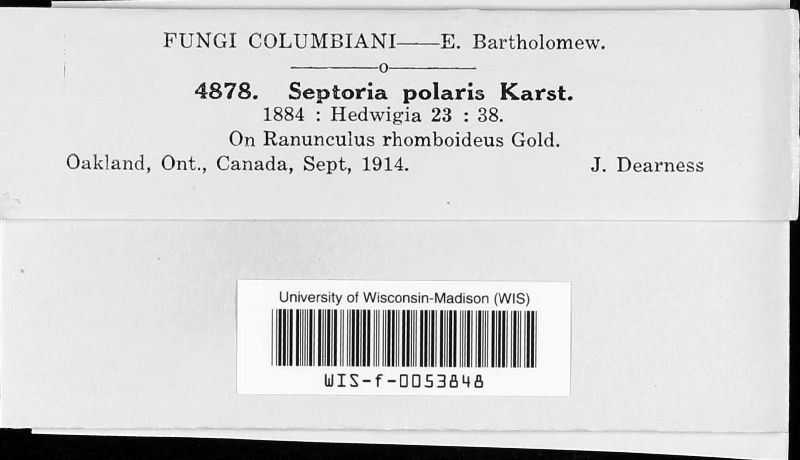 FUNGI COLUMBIANI——E. Bartholomew.
o
4878. Septoria polaris Karst.
1884 : Hedwigia 23 : 38.
On Ranunculus rhomboideus Gold.
Oakland, Ont., Canada, Sept, 1914. J. Dearness
University of Wisconsin-Madison (WIS)
WIS-f-0053848